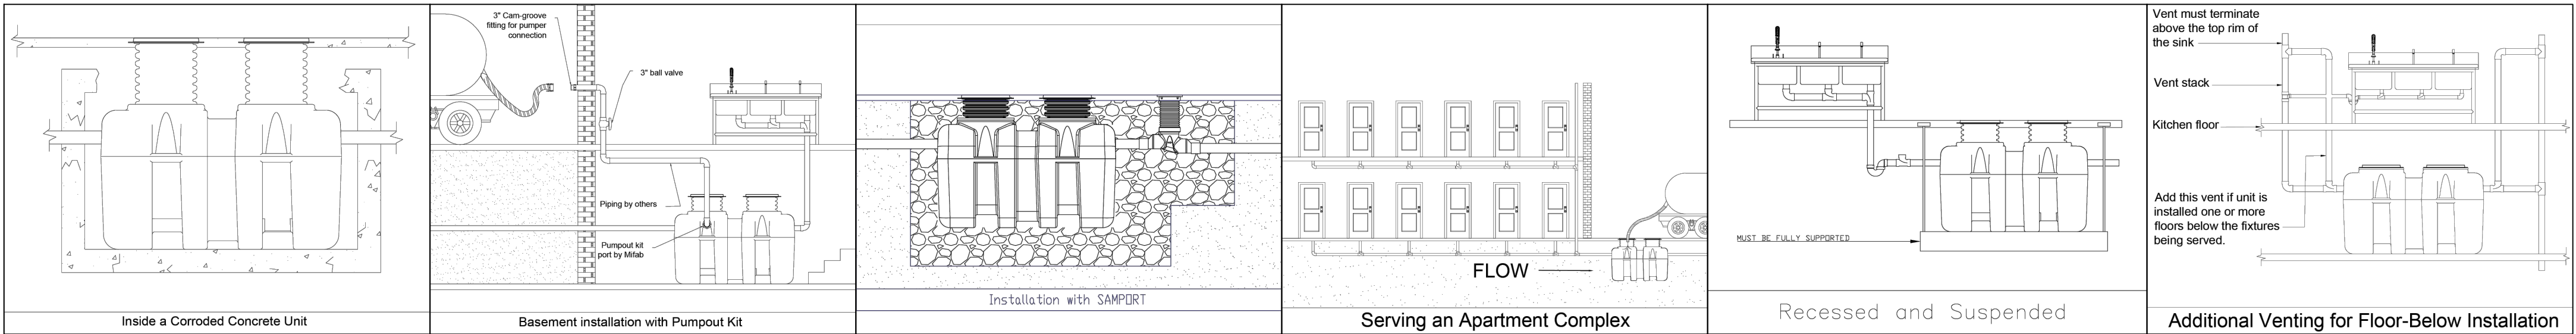 Inside a Corroded Concrete Unit
3" Cam-groove
fitting for pumper
connection
3" ball valve
Piping by others
Pumpout kit
port by Mifab
Basement installation with Pumpout Kit
Installation with SAMPORT
FLOW
Serving an Apartment Complex
MUST BE FULLY SUPPORTED
Recessed and Suspended
Vent must terminate
above the top rim of
the sink
Vent stack
Kitchen floor
Add this vent if unit is
installed one or more
floors below the fixtures
being served.
Additional Venting for Floor-Below Installation